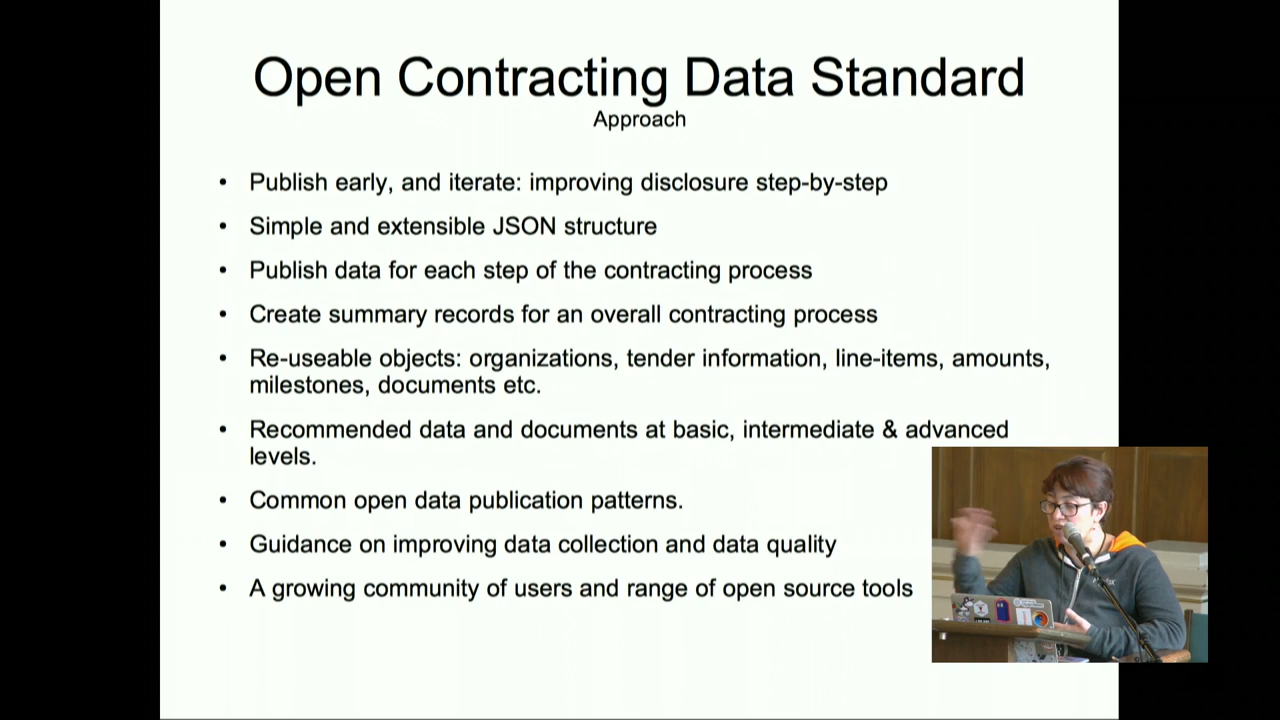 Open Contracting Data Standard
Approach
• Publish early, and iterate: improving disclosure step-by-step
• Simple and extensible JSON structure
• Publish data for each step of the contracting process
• Create summary records for an overall contracting process
• Re-useable objects: organizations, tender information, line-items, amounts,
milestones, documents etc.
• Recommended data and documents at basic, intermediate & advanced
levels.
• Common open data publication patterns.
• Guidance on improving data collection and data quality
• A growing community of users and range of open source tools